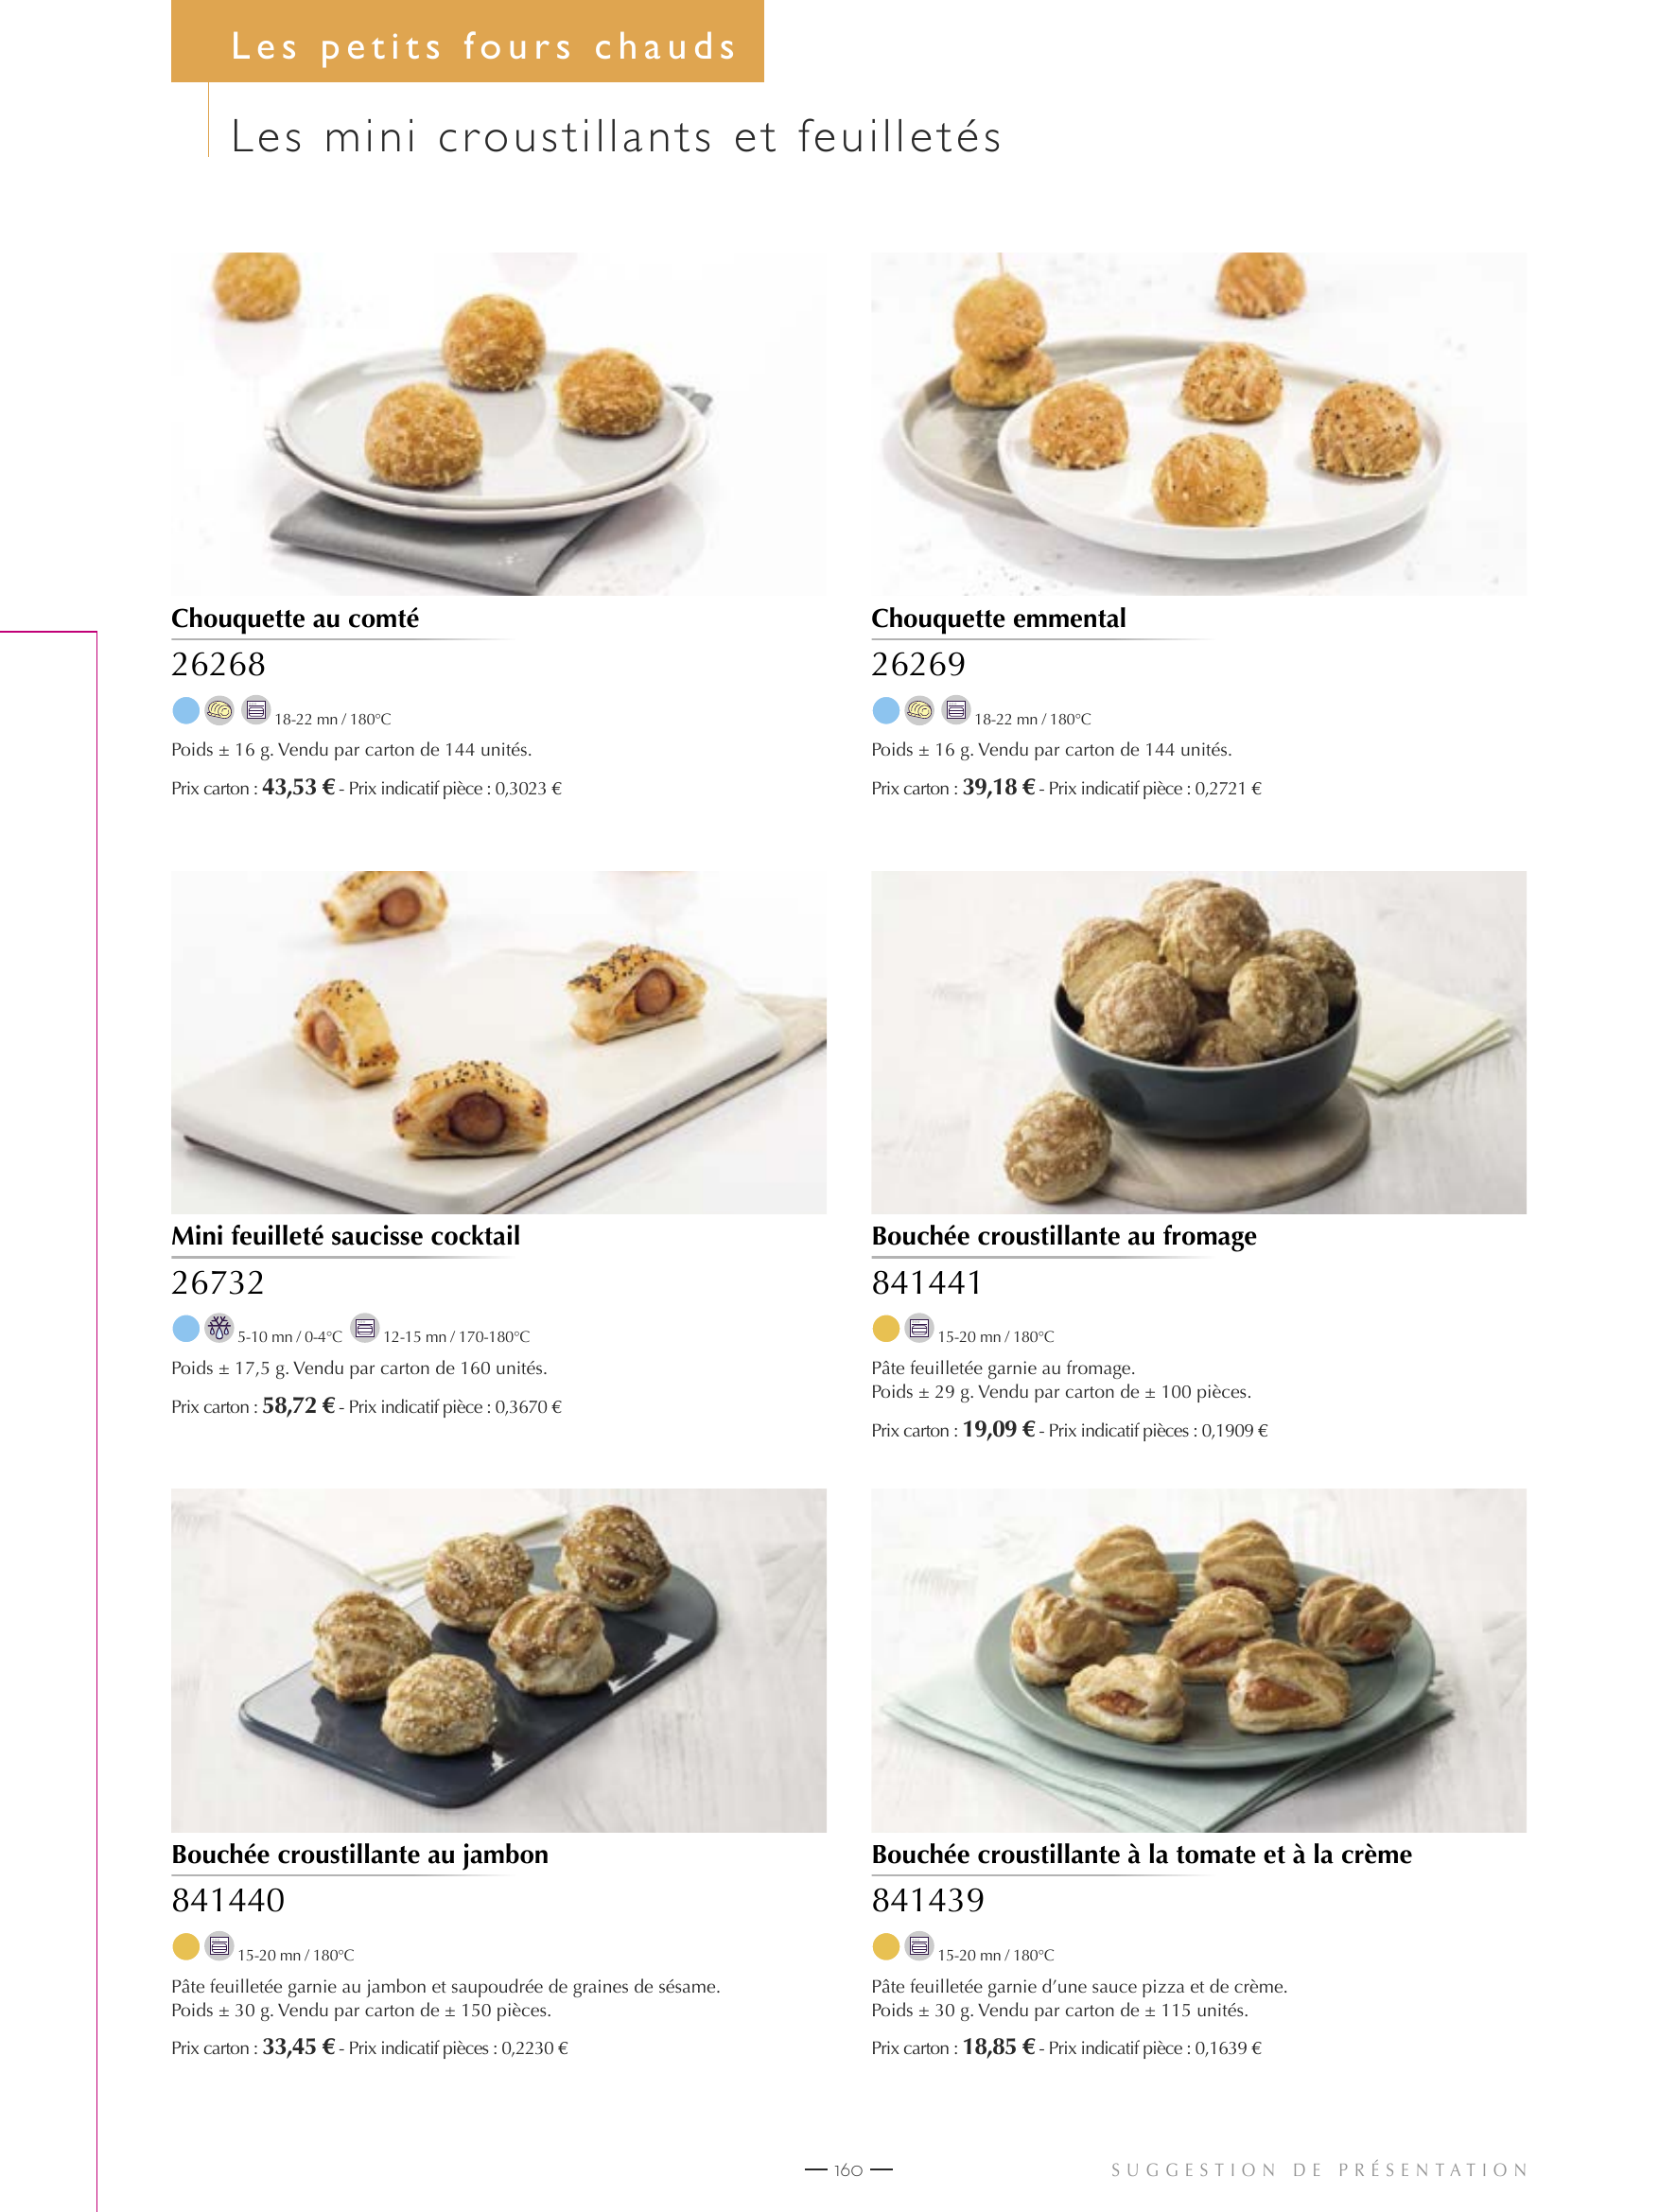 Les petits fours chauds
Les mini croustillants et feuilletés
Chouquette au comté
26268
18-22 mn / 180°C
Poids ± 16 g. Vendu par carton de 144 unités.
Prix carton : 43,53 € - Prix indicatif pièce : 0,3023 €
Chouquette emmental
26269
18-22 mn / 180°C
Poids ± 16 g. Vendu par carton de 144 unités.
Prix carton : 39,18 € - Prix indicatif pièce : 0,2721 €
Mini feuilleté saucisse cocktail
26732
5-10 mn / 0-4°C 12-15 mn / 170-180°C
Poids ± 17,5 g. Vendu par carton de 160 unités.
Prix carton : 58,72 € - Prix indicatif pièce : 0,3670 €
Bouchée croustillante au fromage
841441
15-20 mn / 180°C
Pâte feuilletée garnie au fromage.
Poids ± 29 g. Vendu par carton de ± 100 pièces.
Prix carton : 19,09 € - Prix indicatif pièces : 0,1909 €
Bouchée croustillante au jambon
841440
15-20 mn / 180°C
Pâte feuilletée garnie au jambon et saupoudrée de graines de sésame.
Poids ± 30 g. Vendu par carton de ± 150 pièces.
Prix carton : 33,45 € - Prix indicatif pièces : 0,2230 €
Bouchée croustillante à la tomate et à la crème
841439
15-20 mn / 180°C
Pâte feuilletée garnie d’une sauce pizza et de crème.
Poids ± 30 g. Vendu par carton de ± 115 unités.
Prix carton : 18,85 € - Prix indicatif pièce : 0,1639 €
160
SUGGESTION DE PRÉSENTATION